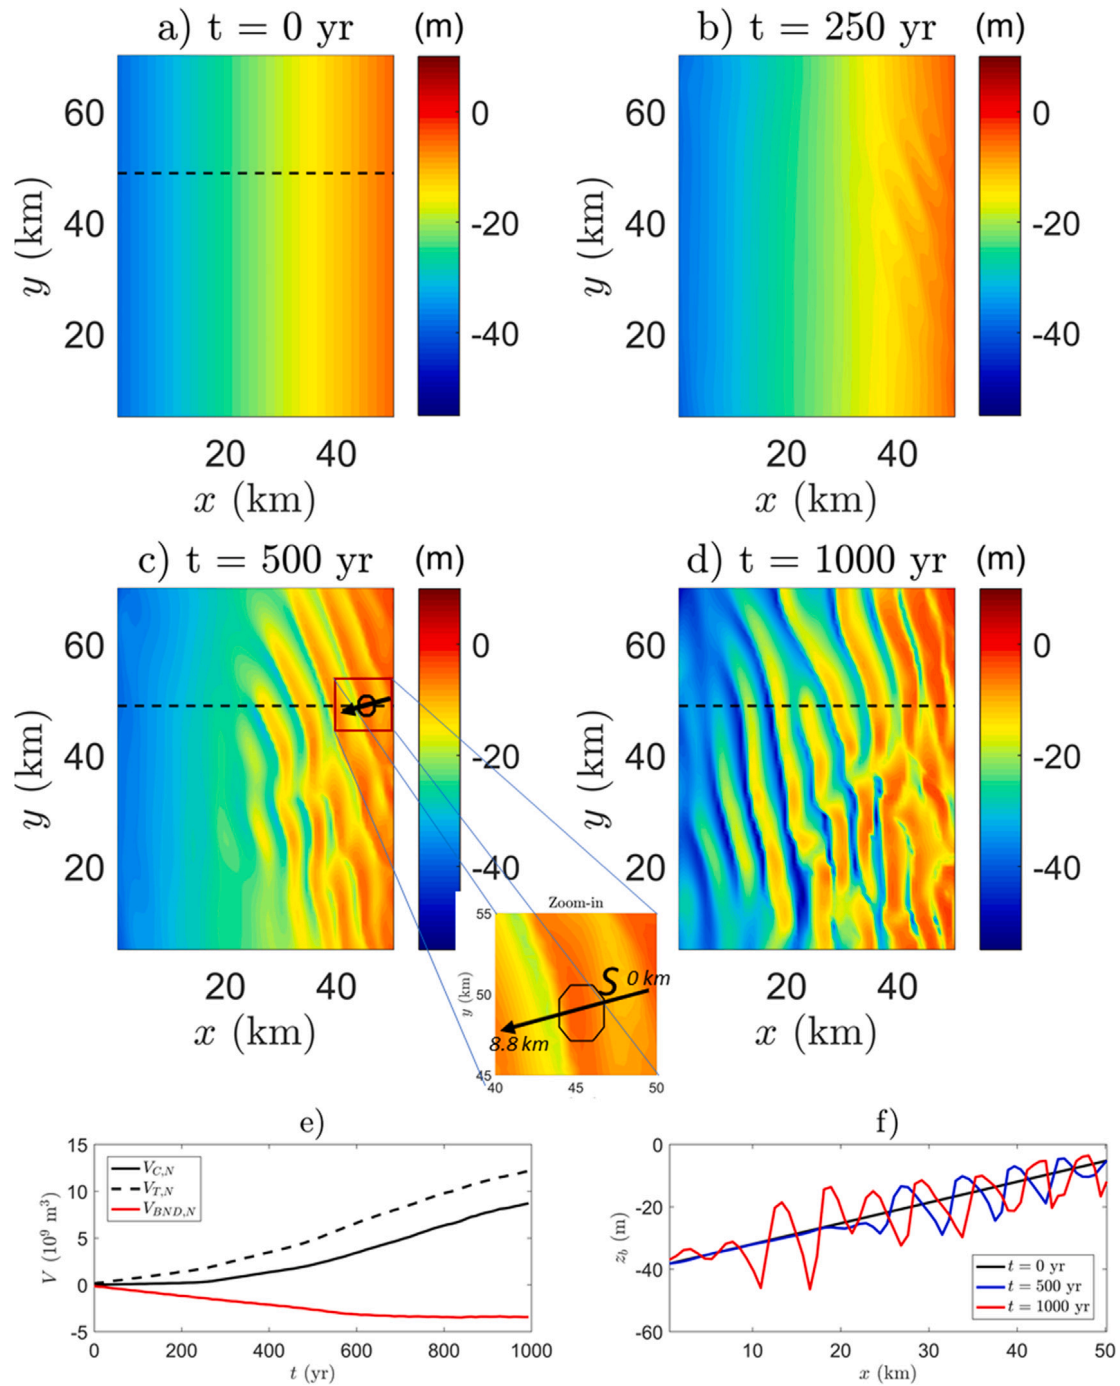 a) t = 0 yr (m)
b) t = 250 yr (m)
60
40
20
y (km)
0
-20
-40
20 40
x (km)
60
40
20
y (km)
0
-20
-40
20 40
x (km)
c) t = 500 yr (m)
d) t = 1000 yr (m)
60
40
20
y (km)
0
-20
-40
20 40
x (km)
60
40
20
y (km)
0
-20
-40
20 40
x (km)
Zoom-in
55
50
45
y (km)
S 0 km
8.8 km
40 45 50
e)
15
10
5
0
-5
V (10⁹ m³)
V_{C,N}
V_{T,N}
V_{BND,N}
0 200 400 600 800 1000
t (yr)
f)
0
-20
-40
-60
z_b (m)
t = 0 yr
t = 500 yr
t = 1000 yr
0 10 20 30 40 50
x (km)